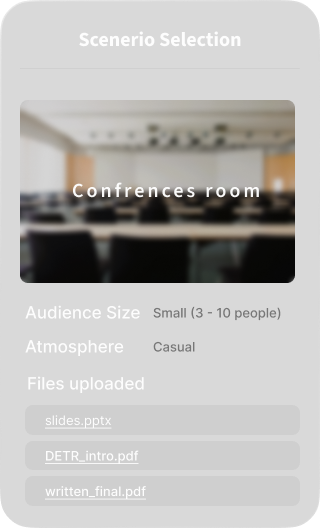 Scenerio Selection
Confrences room
Audience Size Small (3 - 10 people)
Atmosphere Casual
Files uploaded
slides.pptx
DETR_intro.pdf
written_final.pdf